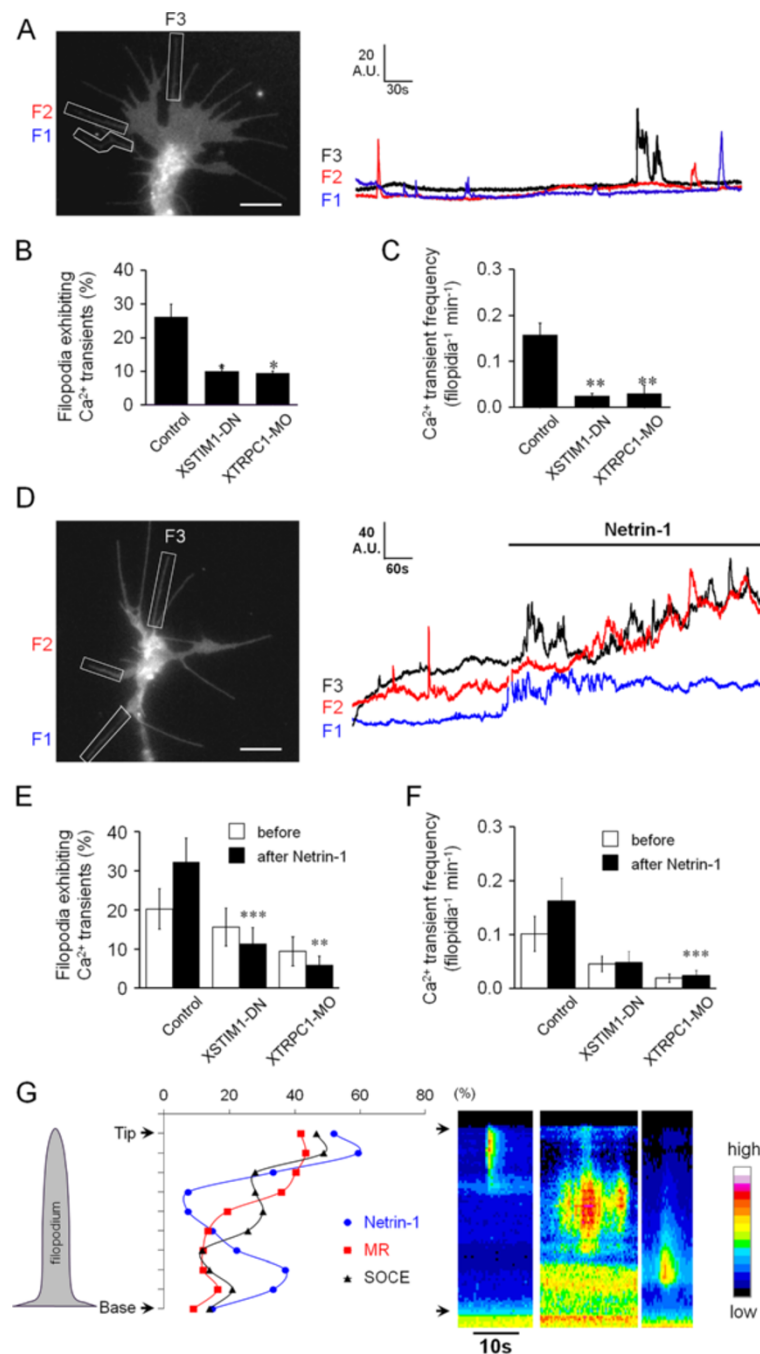 A
F3
F2
F1
20
A.U.
30s
F3
F2
F1
B
Filopodia exhibiting
Ca2+ transients (%)
40
30
20
10
0
Control
XSTIM1-DN
*
XTRPC1-MO
*
C
Ca2+ transient frequency
(filopidia-1 min-1)
0.3
0.2
0.1
0.0
Control
XSTIM1-DN
**
XTRPC1-MO
**
D
F3
F2
F1
40
A.U.
60s
Netrin-1
F3
F2
F1
E
Filopodia exhibiting
Ca2+ transients (%)
40
30
20
10
0
before
after Netrin-1
***
**
Control
XSTIM1-DN
XTRPC1-MO
F
Ca2+ transient frequency
(filopidia-1 min-1)
0.3
0.2
0.1
0.0
before
after Netrin-1
***
Control
XSTIM1-DN
XTRPC1-MO
G
0 20 40 60 80 (%)
Tip
filopodium
Base
Netrin-1
MR
SOCE
10s
high
low